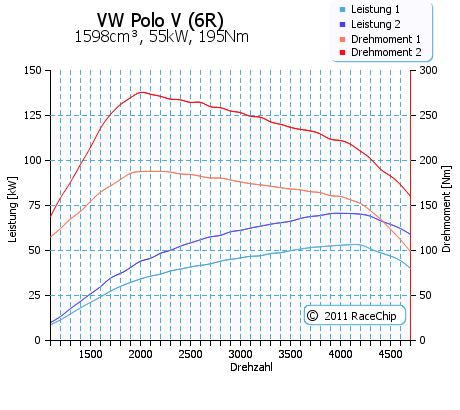 VW Polo V (6R)
1598cm³, 55kW, 195Nm
Leistung 1
Leistung 2
Drehmoment 1
Drehmoment 2
150
125
100
75
50
25
0
Leistung [kW]
300
250
200
150
100
50
0
Drehmoment [Nm]
1500 2000 2500 3000 3500 4000 4500
Drehzahl
© 2011 RaceChip